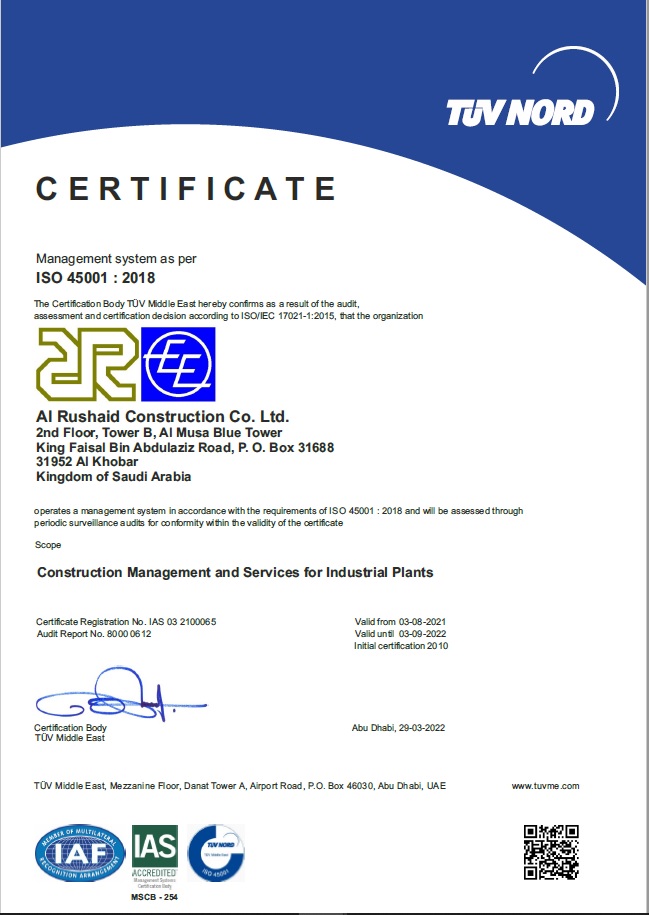 TÜV NORD
CERTIFICATE
Management system as per
ISO 45001 : 2018
The Certification Body TÜV Middle East hereby confirms as a result of the audit,
assessment and certification decision according to ISO/IEC 17021-1:2015, that the organization
Al Rushaid Construction Co. Ltd.
2nd Floor, Tower B, Al Musa Blue Tower
King Faisal Bin Abdulaziz Road, P. O. Box 31688
31952 Al Khobar
Kingdom of Saudi Arabia
operates a management system in accordance with the requirements of ISO 45001 : 2018 and will be assessed through
periodic surveillance audits for conformity within the validity of the certificate
Scope
Construction Management and Services for Industrial Plants
Certificate Registration No. IAS 03 2100065
Audit Report No. 8000 0612
Valid from 03-08-2021
Valid until 03-09-2022
Initial certification 2010
Certification Body
TÜV Middle East
Abu Dhabi, 29-03-2022
TÜV Middle East, Mezzanine Floor, Danat Tower A, Airport Road, P.O. Box 46030, Abu Dhabi, UAE
www.tuvme.com
MEMBER OF MULTILATERAL
IAF
RECOGNITION ARRANGEMENT
IAS
ACCREDITED
Management Systems
Certification Body
MSCB - 254
TÜV NORD
ISO 45001